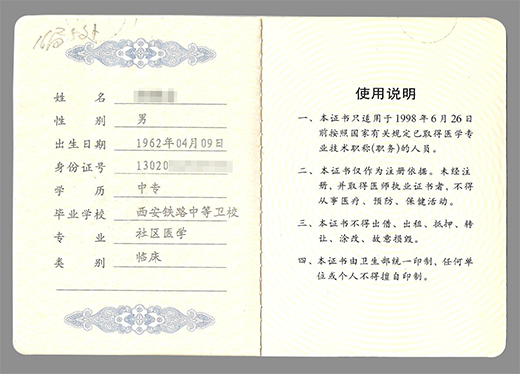 姓名
性别 男
出生日期 1962年04月09日
身份证号 13020
学历 中专
毕业学校 西安铁路中等卫校
专业 社区医学
类别 临床
使用说明
一、本证书只适用于1998年6月26日
前按照国家有关规定已取得医学专
业技术职称(职务)的人员。
二、本证书仅作为注册依据。未经注
册，并取得医师执业证书者，不得
从事医疗、预防、保健活动。
三、本证书不得出借、出租、抵押、转
让、涂改、故意损毁。
四、本证书由卫生部统一印制，任何单
位或个人不得擅自印制。